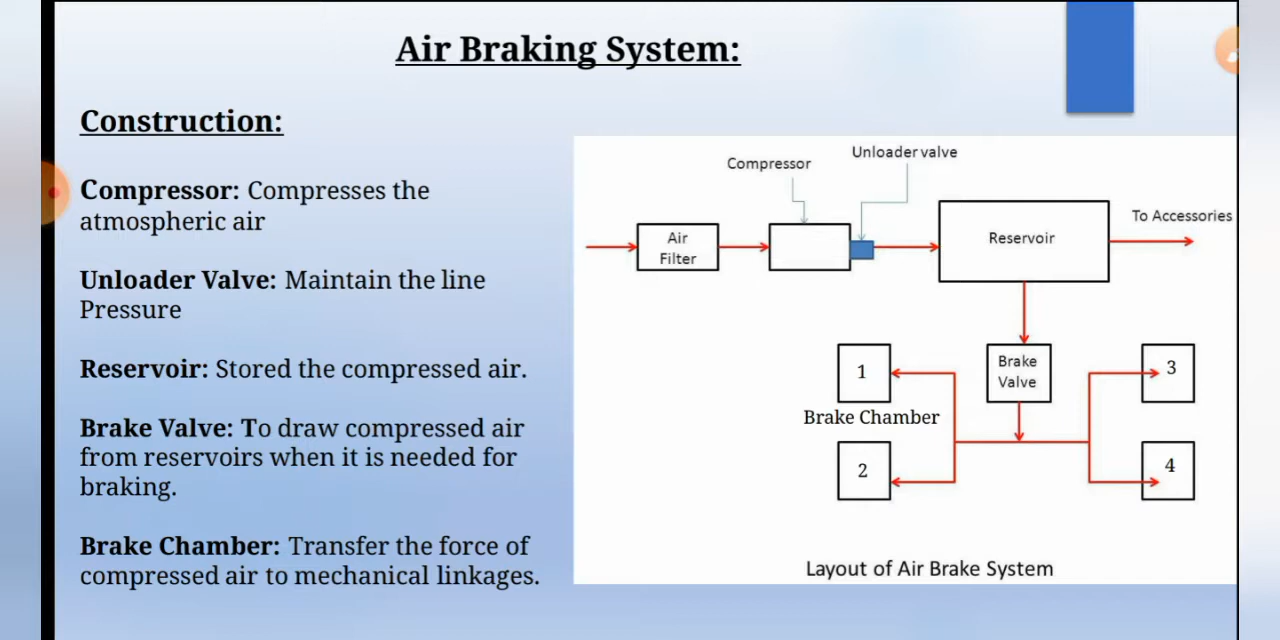 Air Braking System:
Construction:
Compressor: Compresses the
atmospheric air
Unloader Valve: Maintain the line
Pressure
Reservoir: Stored the compressed air.
Brake Valve: To draw compressed air
from reservoirs when it is needed for
braking.
Brake Chamber: Transfer the force of
compressed air to mechanical linkages.
Compressor
Unloader valve
Air
Filter
Reservoir
To Accessories
1
Brake
Valve
3
Brake Chamber
2
4
Layout of Air Brake System